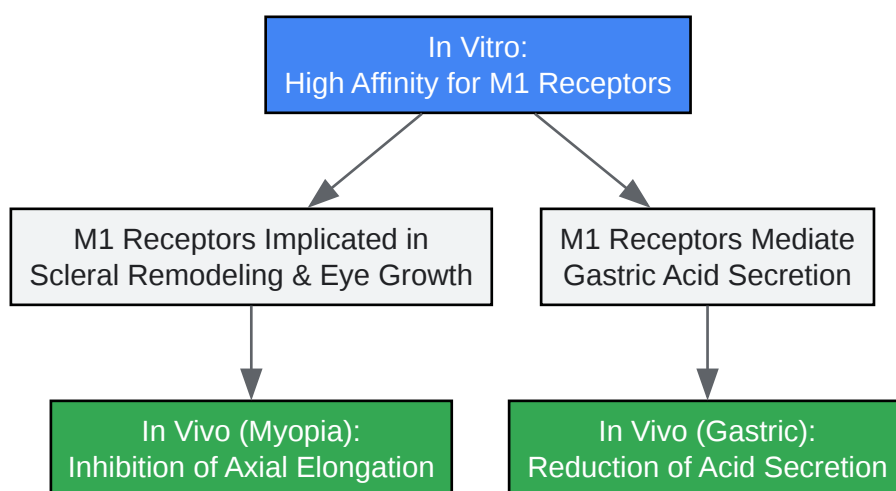 In Vitro:
High Affinity for M1 Receptors
M1 Receptors Implicated in
Scleral Remodeling & Eye Growth
M1 Receptors Mediate
Gastric Acid Secretion
In Vivo (Myopia):
Inhibition of Axial Elongation
In Vivo (Gastric):
Reduction of Acid Secretion